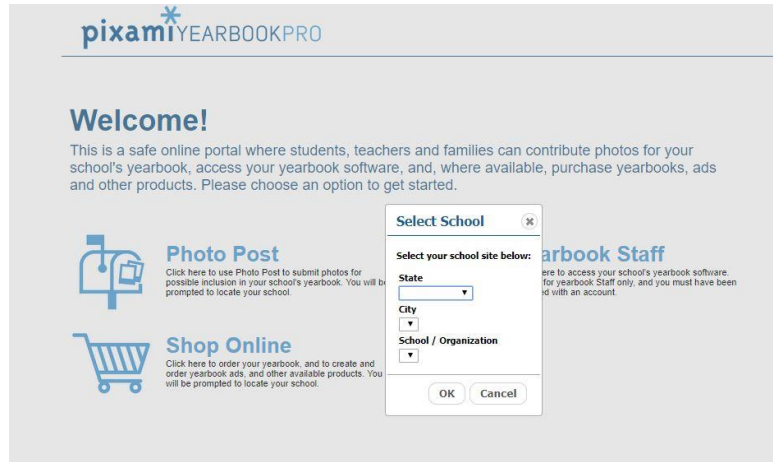 pixami YEARBOOKPRO
Welcome!
This is a safe online portal where students, teachers and families can contribute photos for your
school's yearbook, access your yearbook software, and, where available, purchase yearbooks, ads
and other products. Please choose an option to get started.
Photo Post
Click here to use Photo Post to submit photos for
possible inclusion in your school's yearbook. You will be
prompted to locate your school.
Shop Online
Click here to order your yearbook, and to create and
order yearbook ads, and other available products. You
will be prompted to locate your school.
Select School
Select your school site below:
State
City
School / Organization
OK Cancel
arbook Staff
ere to access your school's yearbook software.
for yearbook Staff only, and you must have been
d with an account.